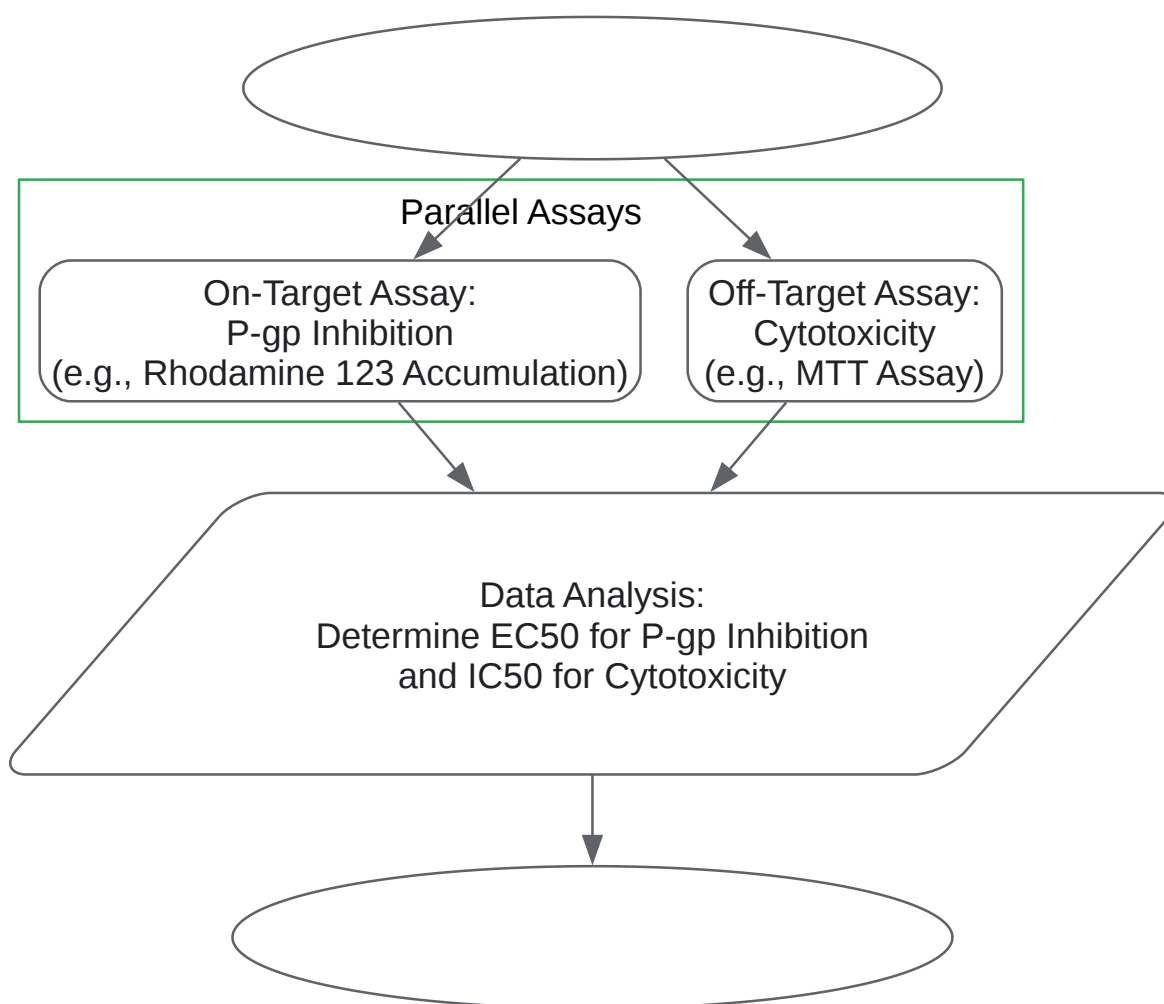 Parallel Assays
On-Target Assay:
P-gp Inhibition
(e.g., Rhodamine 123 Accumulation)
Off-Target Assay:
Cytotoxicity
(e.g., MTT Assay)
Data Analysis:
Determine EC50 for P-gp Inhibition
and IC50 for Cytotoxicity